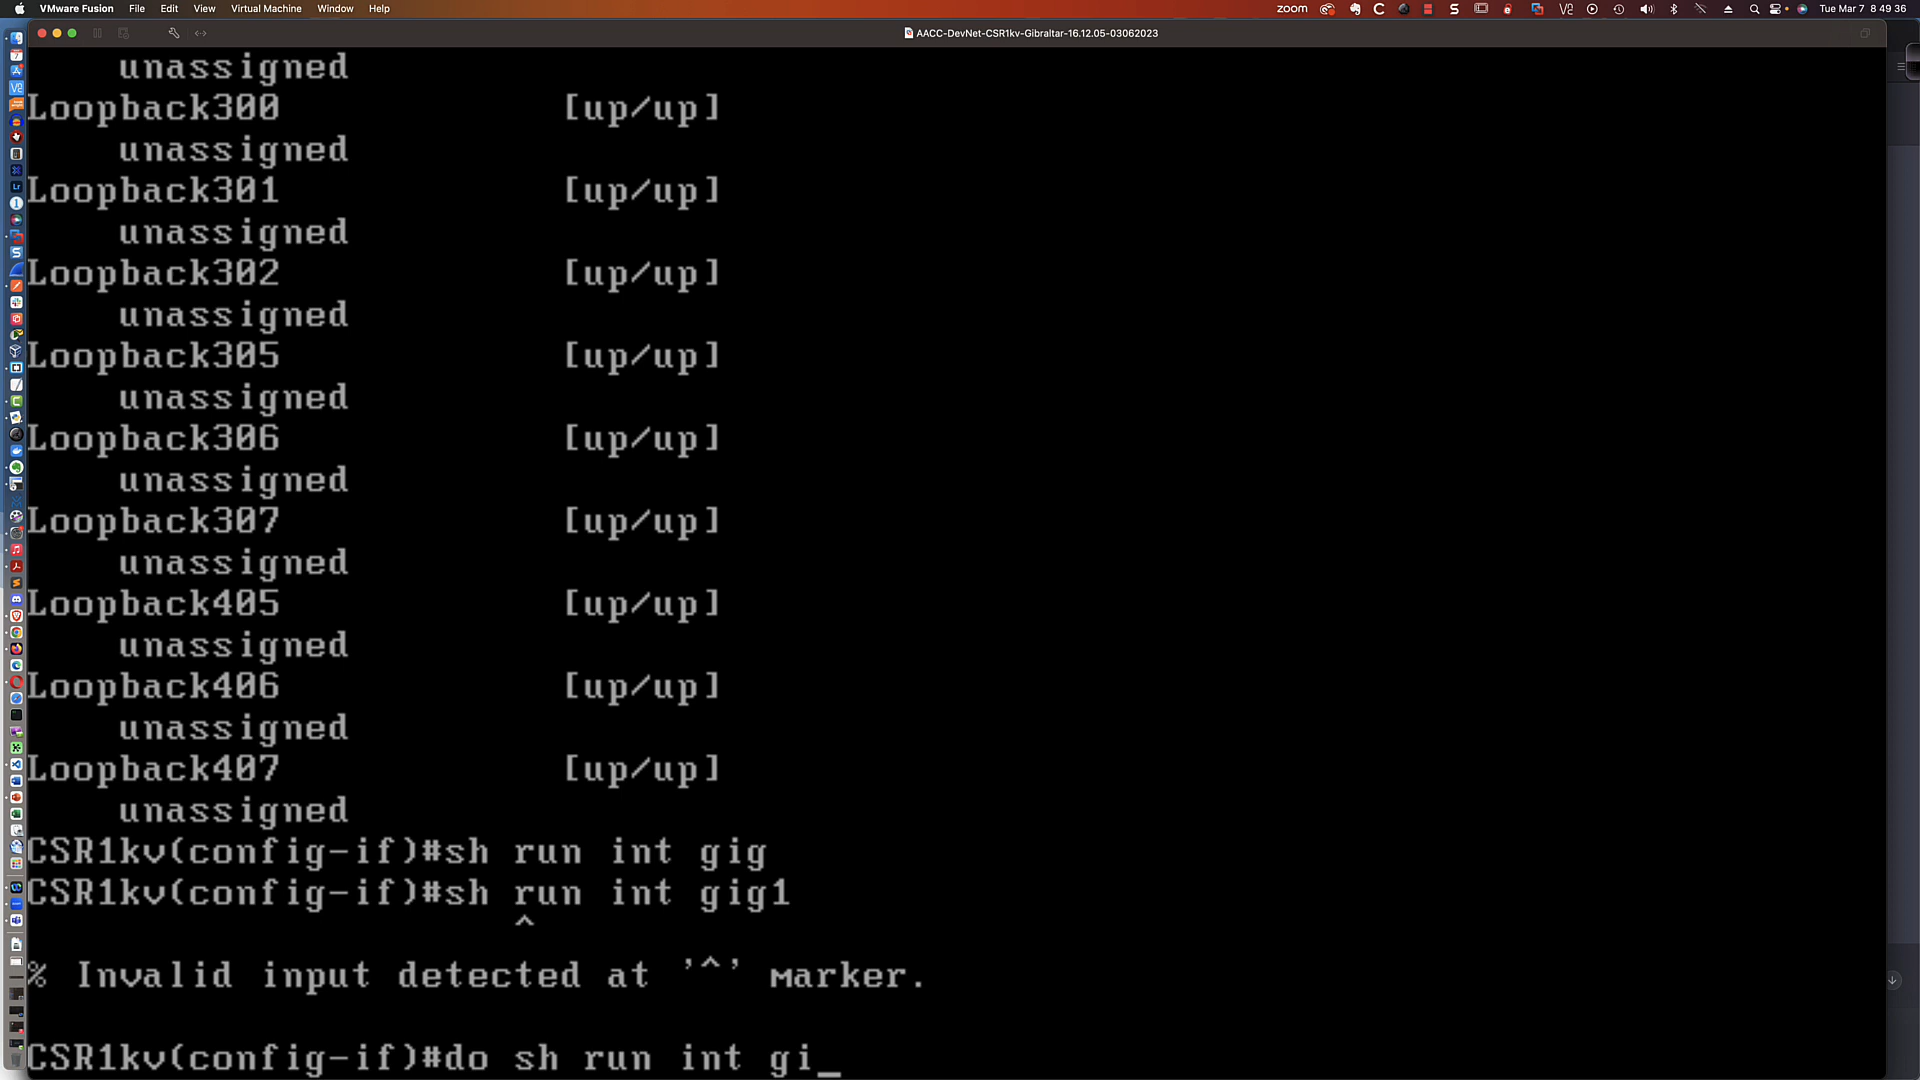 VMware Fusion File Edit View Virtual Machine Window Help zoom Tue Mar 7 8 49 36
AACC-DevNet-CSR1kv-Gibraltar-16.12.05-03062023
unassigned
Loopback300 [up/up]
unassigned
Loopback301 [up/up]
unassigned
Loopback302 [up/up]
unassigned
Loopback305 [up/up]
unassigned
Loopback306 [up/up]
unassigned
Loopback307 [up/up]
unassigned
Loopback405 [up/up]
unassigned
Loopback406 [up/up]
unassigned
Loopback407 [up/up]
unassigned
CSR1kv(config-if)#sh run int gig
CSR1kv(config-if)#sh run int gig1
^
% Invalid input detected at '^' marker.
CSR1kv(config-if)#do sh run int gi_